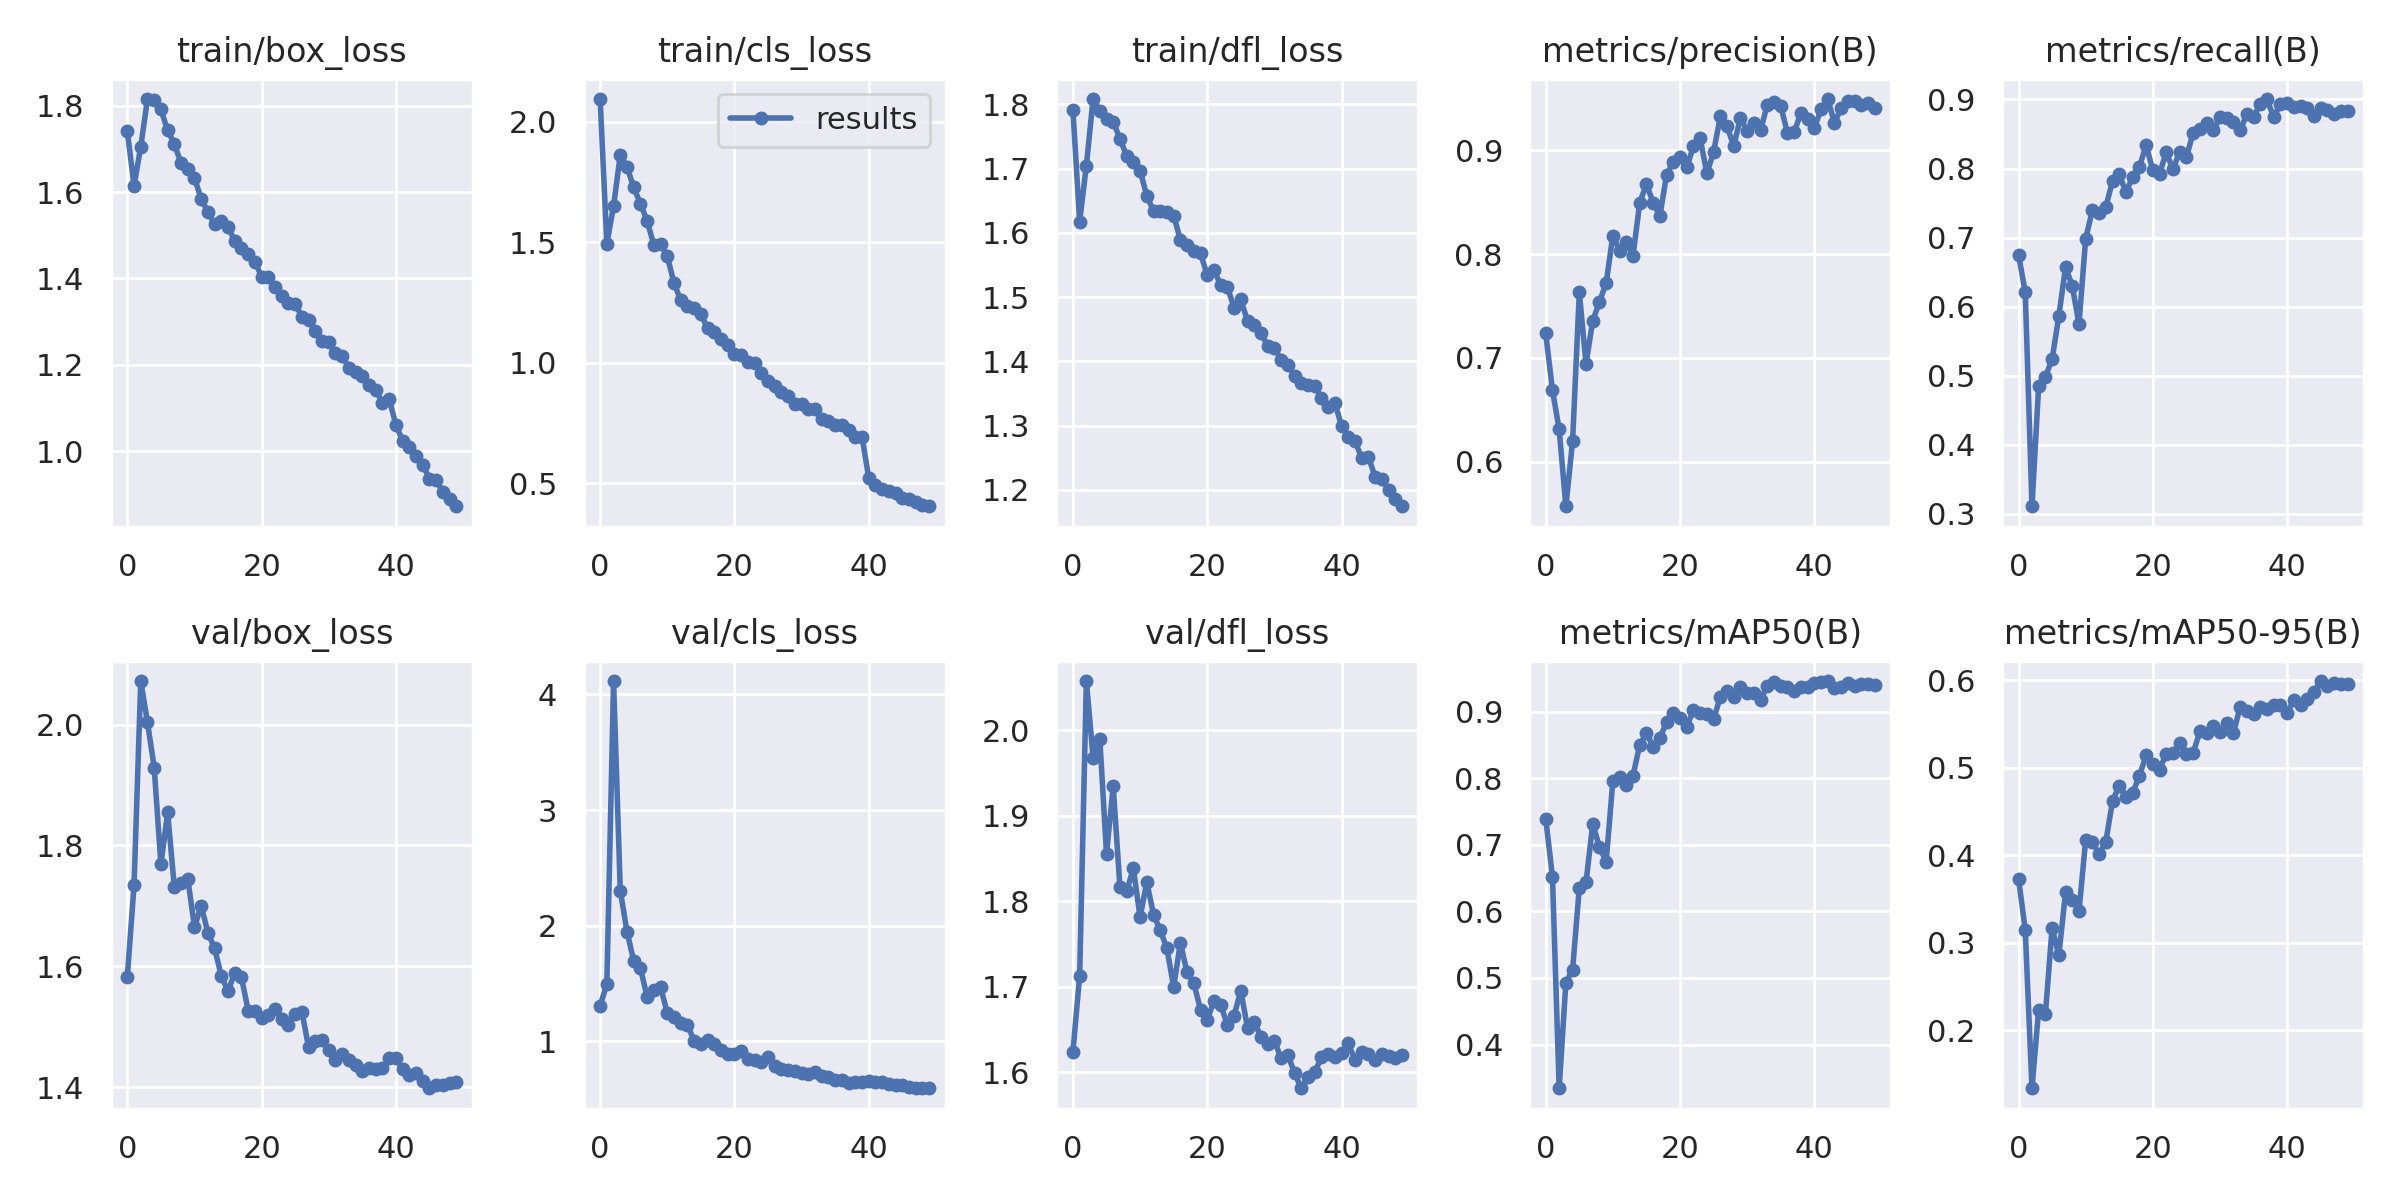 train/box_loss
1.8
1.6
1.4
1.2
1.0
0 20 40
train/cls_loss
results
2.0
1.5
1.0
0.5
0 20 40
train/dfl_loss
1.8
1.7
1.6
1.5
1.4
1.3
1.2
0 20 40
metrics/precision(B)
0.9
0.8
0.7
0.6
0 20 40
metrics/recall(B)
0.9
0.8
0.7
0.6
0.5
0.4
0.3
0 20 40
val/box_loss
2.0
1.8
1.6
1.4
0 20 40
val/cls_loss
4
3
2
1
0 20 40
val/dfl_loss
2.0
1.9
1.8
1.7
1.6
0 20 40
metrics/mAP50(B)
0.9
0.8
0.7
0.6
0.5
0.4
0 20 40
metrics/mAP50-95(B)
0.6
0.5
0.4
0.3
0.2
0 20 40